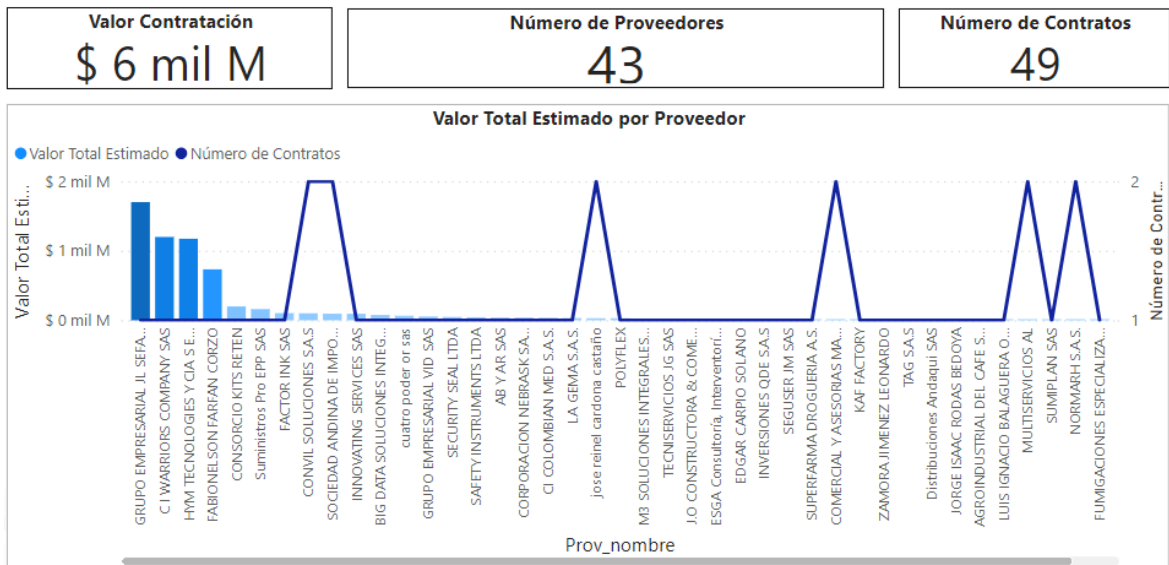 Valor Contratación
$ 6 mil M
Número de Proveedores
43
Número de Contratos
49
Valor Total Estimado por Proveedor
Valor Total Estimado
Número de Contratos
Valor Total Esti...
$ 2 mil M
$ 1 mil M
$ 0 mil M
2
1
Número de Contr...
GRUPO EMPRESARIAL JL SEFA...
C I WARRIORS COMPANY SAS
HYM TECNOLOGIES Y CIA S E...
FABIONELSON FARFAN CORZO
CONSORCIO KITS RETEN
Suministros Pro EPP SAS
FACTOR INK SAS
CONVIL SOLUCIONES S.A.S
SOCIEDAD ANDINA DE IMPO...
INNOVATING SERVICES SAS
BIG DATA SOLUCIONES INTEG...
cuatro poder or sas
GRUPO EMPRESARIAL VID SAS
SECURITY SEAL LTDA
SAFETY INSTRUMENTS LTDA
AB Y AR SAS
CORPORACION NEBRASK SA...
CI COLOMBIAN MED S.A.S.
LA GEMA S.A.S.
jose reinel cardona castaño
POLYFLEX
M3 SOLUCIONES INTEGRALES...
TECNISERVICIOS JG SAS
J.O CONSTRUCTORA & COME...
ESGA Consultoría, Interventorí...
EDGAR CARPIO SOLANO
INVERSIONES QDE S.A.S
SEGUSER JM SAS
SUPERFARMA DROGUERIA A.S.
COMERCIAL Y ASESORIAS MA...
KAF FACTORY
ZAMORA JIMENEZ LEONARDO
TAG S.A.S
Distribuciones Andaqui SAS
JORGE ISAAC RODAS BEDOYA
AGROINDUSTRIAL DEL CAFE S...
LUIS IGNACIO BALAGUERA O...
MULTISERVICIOS AL
SUMIPLAN SAS
NORMARH S.A.S.
FUMIGACIONES ESPECIALIZA...
Prov_nombre